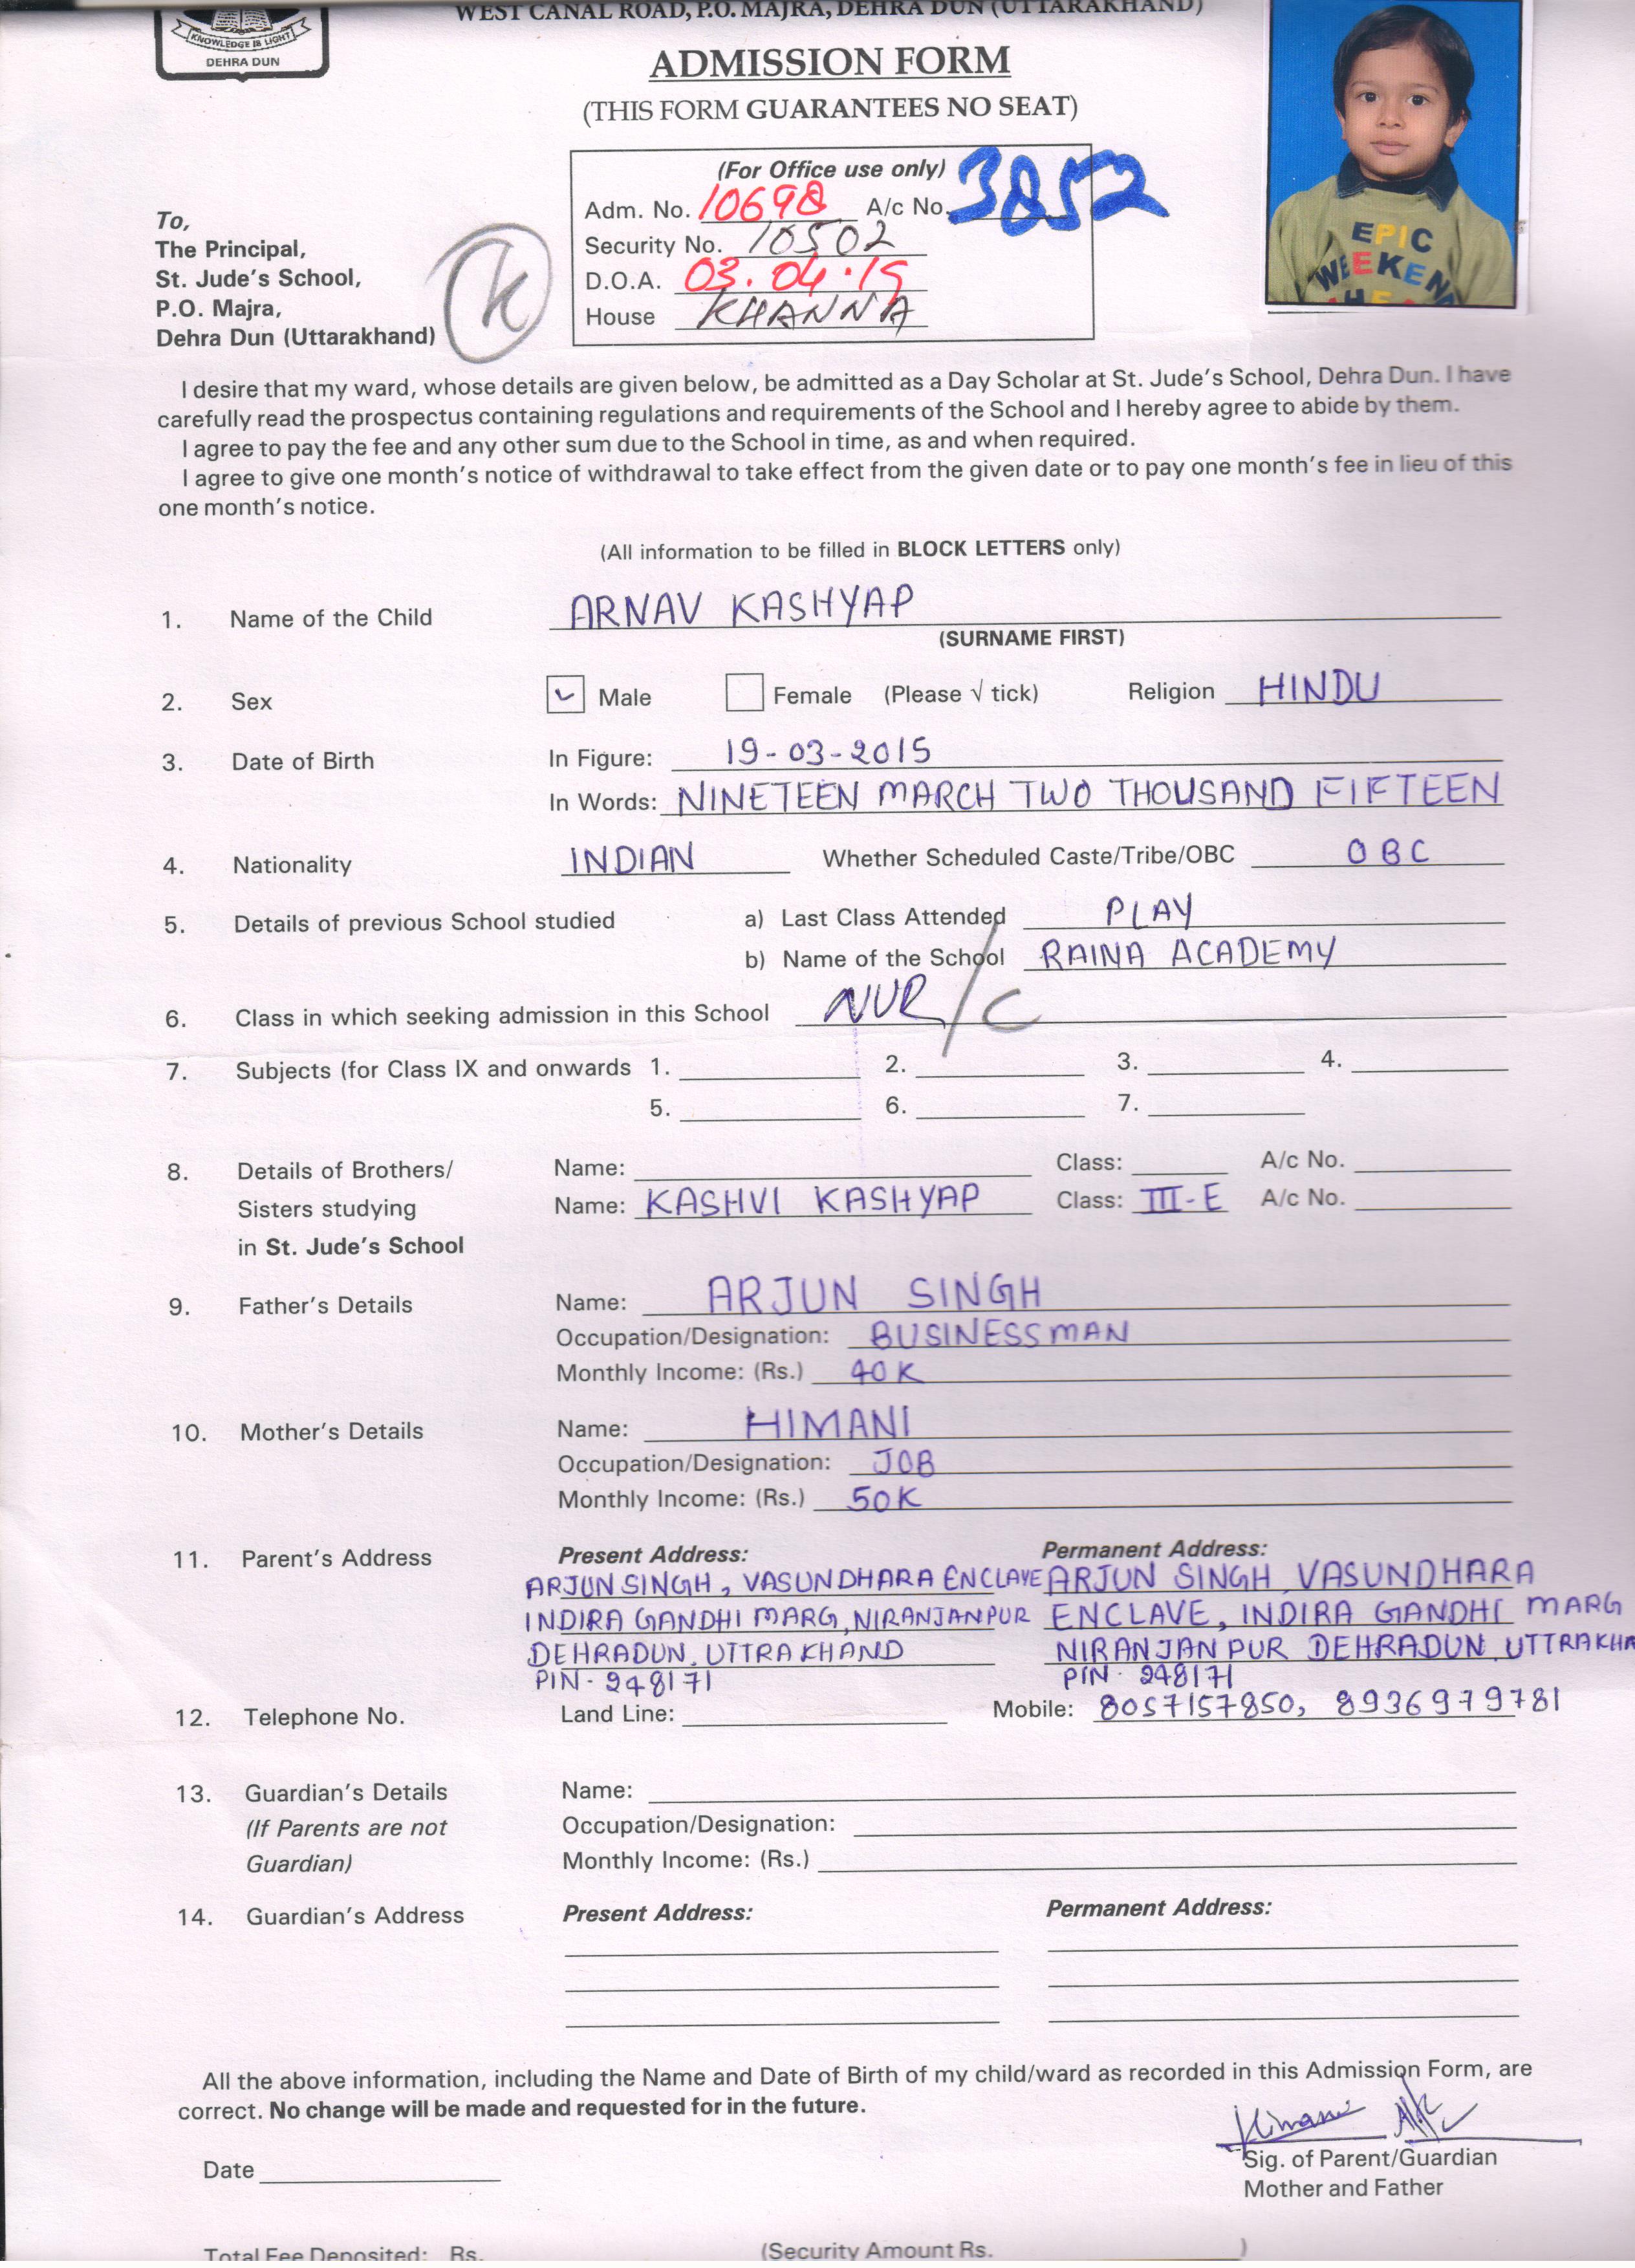 WEST CANAL ROAD, P.O. MAJRA, DEHRA DUN (UTTARAKHAND)
KNOWLEDGE IS LIGHT
DEHRA DUN
ADMISSION FORM
(THIS FORM GUARANTEES NO SEAT)
(For Office use only)
Adm. No. 10698 A/c No. 3852
Security No. 10502
D.O.A. 03.04.19
House KHANNA
To,
The Principal,
St. Jude's School,
P.O. Majra,
Dehra Dun (Uttarakhand)
K
EPIC
WEEKEN
I desire that my ward, whose details are given below, be admitted as a Day Scholar at St. Jude's School, Dehra Dun. I have
carefully read the prospectus containing regulations and requirements of the School and I hereby agree to abide by them.
I agree to pay the fee and any other sum due to the School in time, as and when required.
I agree to give one month's notice of withdrawal to take effect from the given date or to pay one month's fee in lieu of this
one month's notice.
(All information to be filled in BLOCK LETTERS only)
1. Name of the Child ARNAV KASHYAP
(SURNAME FIRST)
2. Sex ✓ Male Female (Please √ tick) Religion HINDU
3. Date of Birth In Figure: 19-03-2015
In Words: NINETEEN MARCH TWO THOUSAND FIFTEEN
4. Nationality INDIAN Whether Scheduled Caste/Tribe/OBC OBC
5. Details of previous School studied a) Last Class Attended PLAY
b) Name of the School RAINA ACADEMY
6. Class in which seeking admission in this School NUR/C
7. Subjects (for Class IX and onwards 1. 2. 3. 4.
5. 6. 7.
8. Details of Brothers/ Name: Class: A/c No.
Sisters studying Name: KASHVI KASHYAP Class: III-E A/c No.
in St. Jude's School
9. Father's Details Name: ARJUN SINGH
Occupation/Designation: BUSINESSMAN
Monthly Income: (Rs.) 40K
10. Mother's Details Name: HIMANI
Occupation/Designation: JOB
Monthly Income: (Rs.) 50K
11. Parent's Address Present Address: Permanent Address:
ARJUN SINGH, VASUNDHARA ENCLAVE ARJUN SINGH VASUNDHARA
INDIRA GANDHI MARG, NIRANJANPUR ENCLAVE, INDIRA GANDHI MARG
DEHRADUN, UTTRAKHAND NIRANJANPUR DEHRADUN, UTTRAKHA
PIN- 248171 PIN- 248171
12. Telephone No. Land Line: Mobile: 8057157850, 8936979781
13. Guardian's Details Name:
(If Parents are not Occupation/Designation:
Guardian) Monthly Income: (Rs.)
14. Guardian's Address Present Address: Permanent Address:
All the above information, including the Name and Date of Birth of my child/ward as recorded in this Admission Form, are
correct. No change will be made and requested for in the future.
Himani
Sig. of Parent/Guardian
Date
Mother and Father
Total Fee Deposited: Rs. (Security Amount Rs. )